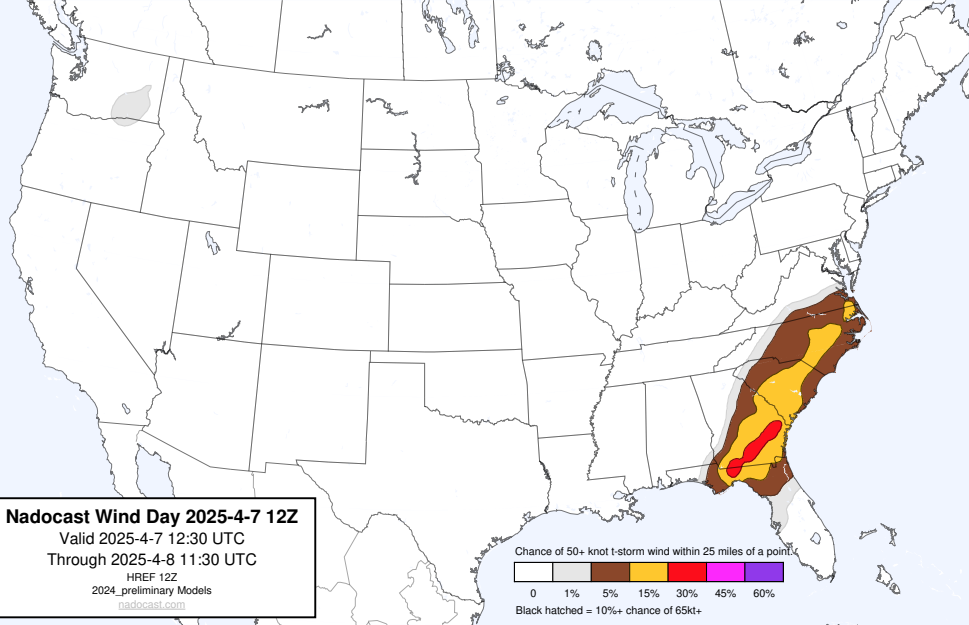 Nadocast Wind Day 2025-4-7 12Z
Valid 2025-4-7 12:30 UTC
Through 2025-4-8 11:30 UTC
HREF 12Z
2024_preliminary Models
nadocast.com
Chance of 50+ knot t-storm wind within 25 miles of a point.
0 1% 5% 15% 30% 45% 60%
Black hatched = 10%+ chance of 65kt+